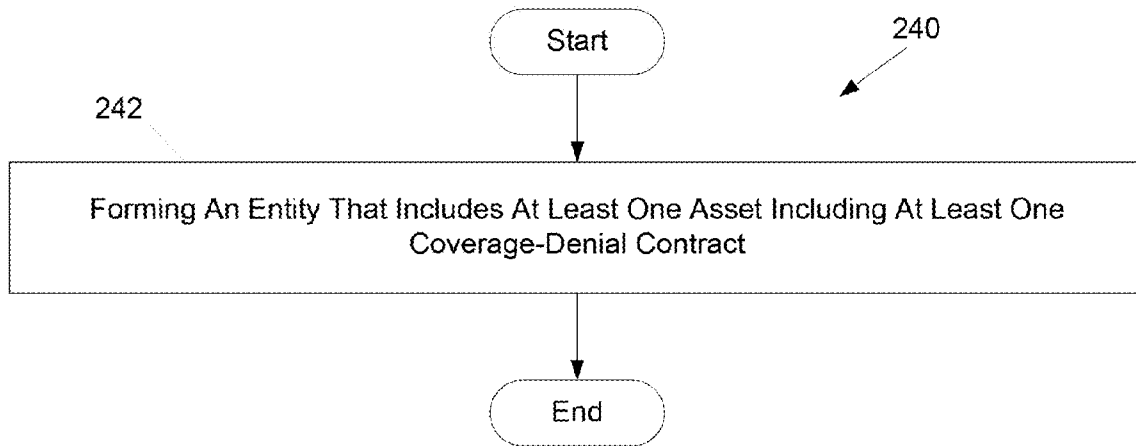 Start
240
242
Forming An Entity That Includes At Least One Asset Including At Least One
Coverage-Denial Contract
End